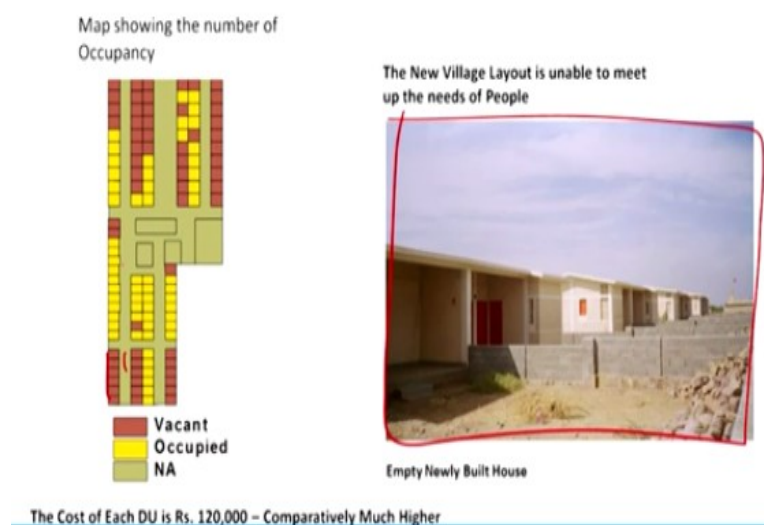 Map showing the number of
Occupancy
The New Village Layout is unable to meet
up the needs of People
Vacant
Occupied
NA
Empty Newly Built House
The Cost of Each DU is Rs. 120,000 – Comparatively Much Higher